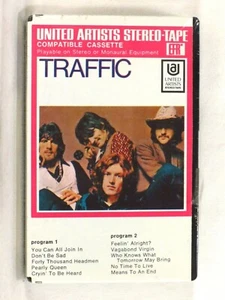 UNITED ARTISTS STEREO-TAPE
COMPATIBLE CASSETTE
Playable on Stereo or Monaural Equipment
TRAFFIC
UA
UNITED
ARTISTS
program 1
You Can All Join In
Don't Be Sad
Forty Thousand Headmen
Pearly Queen
Cryin' To Be Heard
program 2
Feelin' Alright?
Vagabond Virgin
Who Knows What
Tomorrow May Bring
No Time To Live
Means To An End